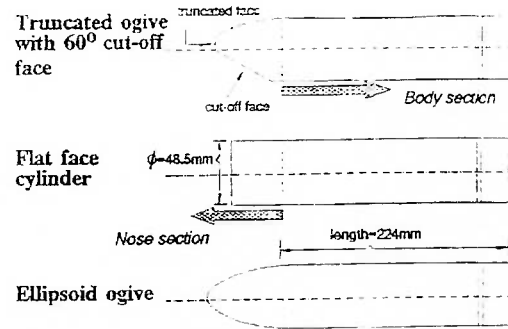 Truncated ogive
with 60⁰ cut-off
face
truncated face
cut-off face
Body section
Flat face
cylinder
ϕ=48.5mm
Nose section
length=224mm
Ellipsoid ogive